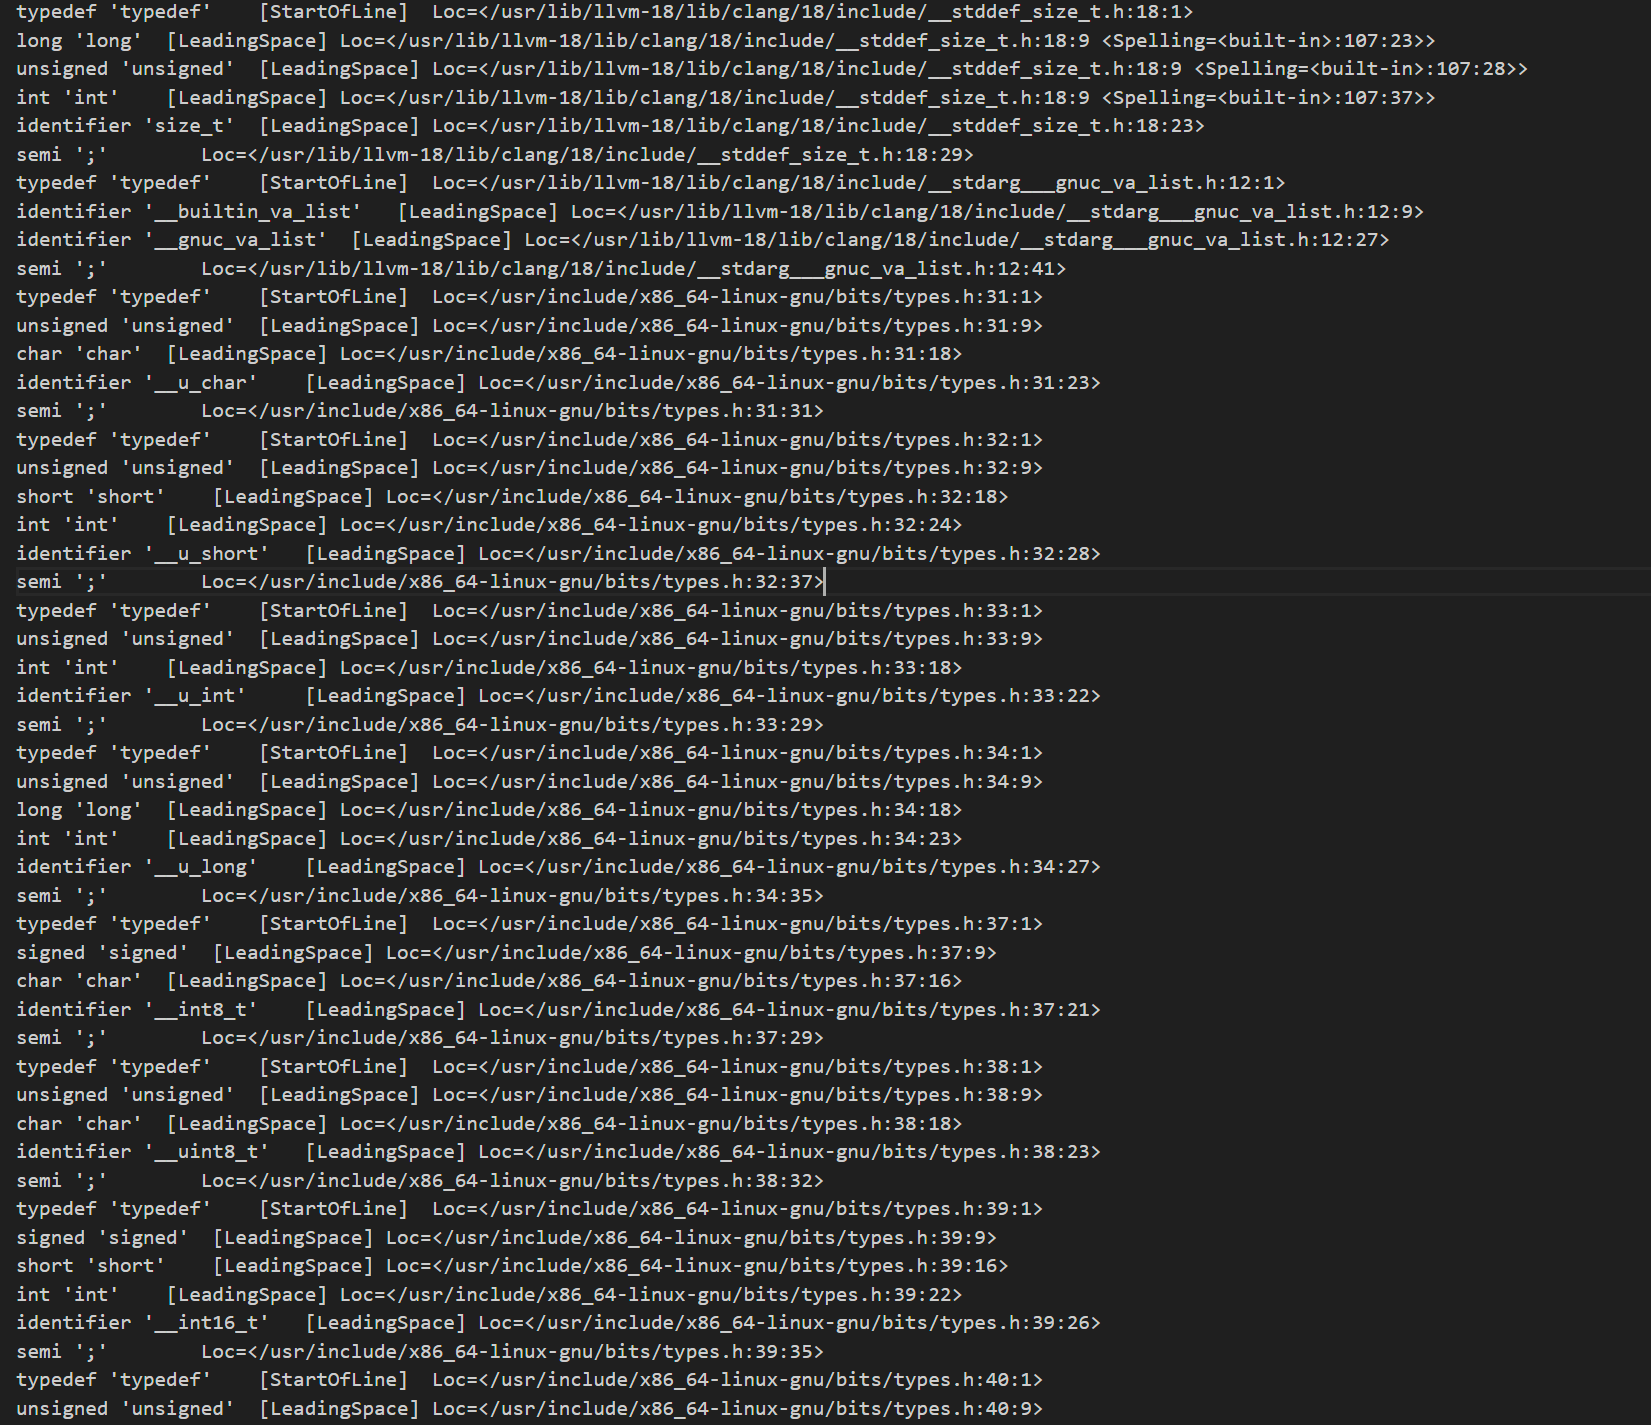 typedef 'typedef'    [StartOfLine]  Loc=</usr/lib/llvm-18/lib/clang/18/include/__stddef_size_t.h:18:1>
long 'long'  [LeadingSpace] Loc=</usr/lib/llvm-18/lib/clang/18/include/__stddef_size_t.h:18:9 <Spelling=<built-in>:107:23>>
unsigned 'unsigned'  [LeadingSpace] Loc=</usr/lib/llvm-18/lib/clang/18/include/__stddef_size_t.h:18:9 <Spelling=<built-in>:107:28>>
int 'int'    [LeadingSpace] Loc=</usr/lib/llvm-18/lib/clang/18/include/__stddef_size_t.h:18:9 <Spelling=<built-in>:107:37>>
identifier 'size_t'  [LeadingSpace] Loc=</usr/lib/llvm-18/lib/clang/18/include/__stddef_size_t.h:18:23>
semi ';'        Loc=</usr/lib/llvm-18/lib/clang/18/include/__stddef_size_t.h:18:29>
typedef 'typedef'    [StartOfLine]  Loc=</usr/lib/llvm-18/lib/clang/18/include/__stdarg___gnuc_va_list.h:12:1>
identifier '__builtin_va_list'   [LeadingSpace] Loc=</usr/lib/llvm-18/lib/clang/18/include/__stdarg___gnuc_va_list.h:12:9>
identifier '__gnuc_va_list'  [LeadingSpace] Loc=</usr/lib/llvm-18/lib/clang/18/include/__stdarg___gnuc_va_list.h:12:27>
semi ';'        Loc=</usr/lib/llvm-18/lib/clang/18/include/__stdarg___gnuc_va_list.h:12:41>
typedef 'typedef'    [StartOfLine]  Loc=</usr/include/x86_64-linux-gnu/bits/types.h:31:1>
unsigned 'unsigned'  [LeadingSpace] Loc=</usr/include/x86_64-linux-gnu/bits/types.h:31:9>
char 'char'  [LeadingSpace] Loc=</usr/include/x86_64-linux-gnu/bits/types.h:31:18>
identifier '__u_char'    [LeadingSpace] Loc=</usr/include/x86_64-linux-gnu/bits/types.h:31:23>
semi ';'        Loc=</usr/include/x86_64-linux-gnu/bits/types.h:31:31>
typedef 'typedef'    [StartOfLine]  Loc=</usr/include/x86_64-linux-gnu/bits/types.h:32:1>
unsigned 'unsigned'  [LeadingSpace] Loc=</usr/include/x86_64-linux-gnu/bits/types.h:32:9>
short 'short'    [LeadingSpace] Loc=</usr/include/x86_64-linux-gnu/bits/types.h:32:18>
int 'int'    [LeadingSpace] Loc=</usr/include/x86_64-linux-gnu/bits/types.h:32:24>
identifier '__u_short'   [LeadingSpace] Loc=</usr/include/x86_64-linux-gnu/bits/types.h:32:28>
semi ';'        Loc=</usr/include/x86_64-linux-gnu/bits/types.h:32:37>
typedef 'typedef'    [StartOfLine]  Loc=</usr/include/x86_64-linux-gnu/bits/types.h:33:1>
unsigned 'unsigned'  [LeadingSpace] Loc=</usr/include/x86_64-linux-gnu/bits/types.h:33:9>
int 'int'    [LeadingSpace] Loc=</usr/include/x86_64-linux-gnu/bits/types.h:33:18>
identifier '__u_int'     [LeadingSpace] Loc=</usr/include/x86_64-linux-gnu/bits/types.h:33:22>
semi ';'        Loc=</usr/include/x86_64-linux-gnu/bits/types.h:33:29>
typedef 'typedef'    [StartOfLine]  Loc=</usr/include/x86_64-linux-gnu/bits/types.h:34:1>
unsigned 'unsigned'  [LeadingSpace] Loc=</usr/include/x86_64-linux-gnu/bits/types.h:34:9>
long 'long'  [LeadingSpace] Loc=</usr/include/x86_64-linux-gnu/bits/types.h:34:18>
int 'int'    [LeadingSpace] Loc=</usr/include/x86_64-linux-gnu/bits/types.h:34:23>
identifier '__u_long'    [LeadingSpace] Loc=</usr/include/x86_64-linux-gnu/bits/types.h:34:27>
semi ';'        Loc=</usr/include/x86_64-linux-gnu/bits/types.h:34:35>
typedef 'typedef'    [StartOfLine]  Loc=</usr/include/x86_64-linux-gnu/bits/types.h:37:1>
signed 'signed'  [LeadingSpace] Loc=</usr/include/x86_64-linux-gnu/bits/types.h:37:9>
char 'char'  [LeadingSpace] Loc=</usr/include/x86_64-linux-gnu/bits/types.h:37:16>
identifier '__int8_t'    [LeadingSpace] Loc=</usr/include/x86_64-linux-gnu/bits/types.h:37:21>
semi ';'        Loc=</usr/include/x86_64-linux-gnu/bits/types.h:37:29>
typedef 'typedef'    [StartOfLine]  Loc=</usr/include/x86_64-linux-gnu/bits/types.h:38:1>
unsigned 'unsigned'  [LeadingSpace] Loc=</usr/include/x86_64-linux-gnu/bits/types.h:38:9>
char 'char'  [LeadingSpace] Loc=</usr/include/x86_64-linux-gnu/bits/types.h:38:18>
identifier '__uint8_t'   [LeadingSpace] Loc=</usr/include/x86_64-linux-gnu/bits/types.h:38:23>
semi ';'        Loc=</usr/include/x86_64-linux-gnu/bits/types.h:38:32>
typedef 'typedef'    [StartOfLine]  Loc=</usr/include/x86_64-linux-gnu/bits/types.h:39:1>
signed 'signed'  [LeadingSpace] Loc=</usr/include/x86_64-linux-gnu/bits/types.h:39:9>
short 'short'    [LeadingSpace] Loc=</usr/include/x86_64-linux-gnu/bits/types.h:39:16>
int 'int'    [LeadingSpace] Loc=</usr/include/x86_64-linux-gnu/bits/types.h:39:22>
identifier '__int16_t'   [LeadingSpace] Loc=</usr/include/x86_64-linux-gnu/bits/types.h:39:26>
semi ';'        Loc=</usr/include/x86_64-linux-gnu/bits/types.h:39:35>
typedef 'typedef'    [StartOfLine]  Loc=</usr/include/x86_64-linux-gnu/bits/types.h:40:1>
unsigned 'unsigned'  [LeadingSpace] Loc=</usr/include/x86_64-linux-gnu/bits/types.h:40:9>